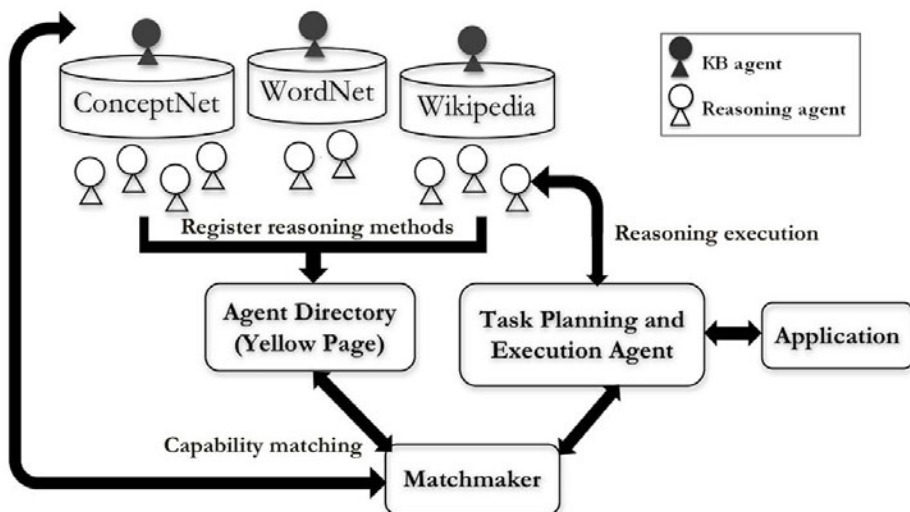 ConceptNet
WordNet
Wikipedia
KB agent
Reasoning agent
Register reasoning methods
Reasoning execution
Agent Directory
(Yellow Page)
Task Planning and
Execution Agent
Application
Capability matching
Matchmaker